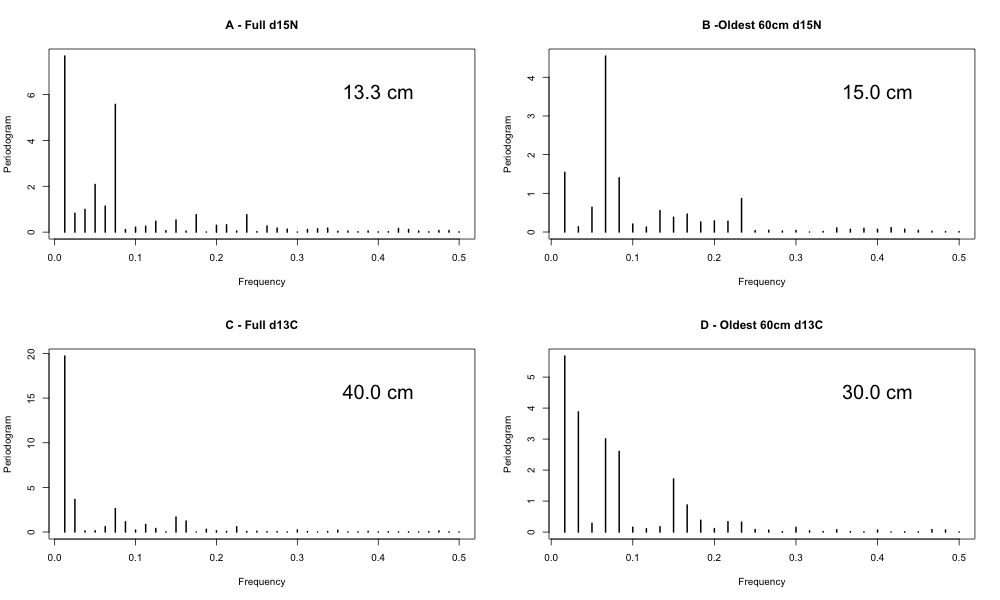 A - Full d15N
Periodogram
6
4
2
0
13.3 cm
0.0 0.1 0.2 0.3 0.4 0.5
Frequency
B -Oldest 60cm d15N
Periodogram
4
3
2
1
0
15.0 cm
0.0 0.1 0.2 0.3 0.4 0.5
Frequency
C - Full d13C
Periodogram
20
15
10
5
0
40.0 cm
0.0 0.1 0.2 0.3 0.4 0.5
Frequency
D - Oldest 60cm d13C
Periodogram
5
4
3
2
1
0
30.0 cm
0.0 0.1 0.2 0.3 0.4 0.5
Frequency